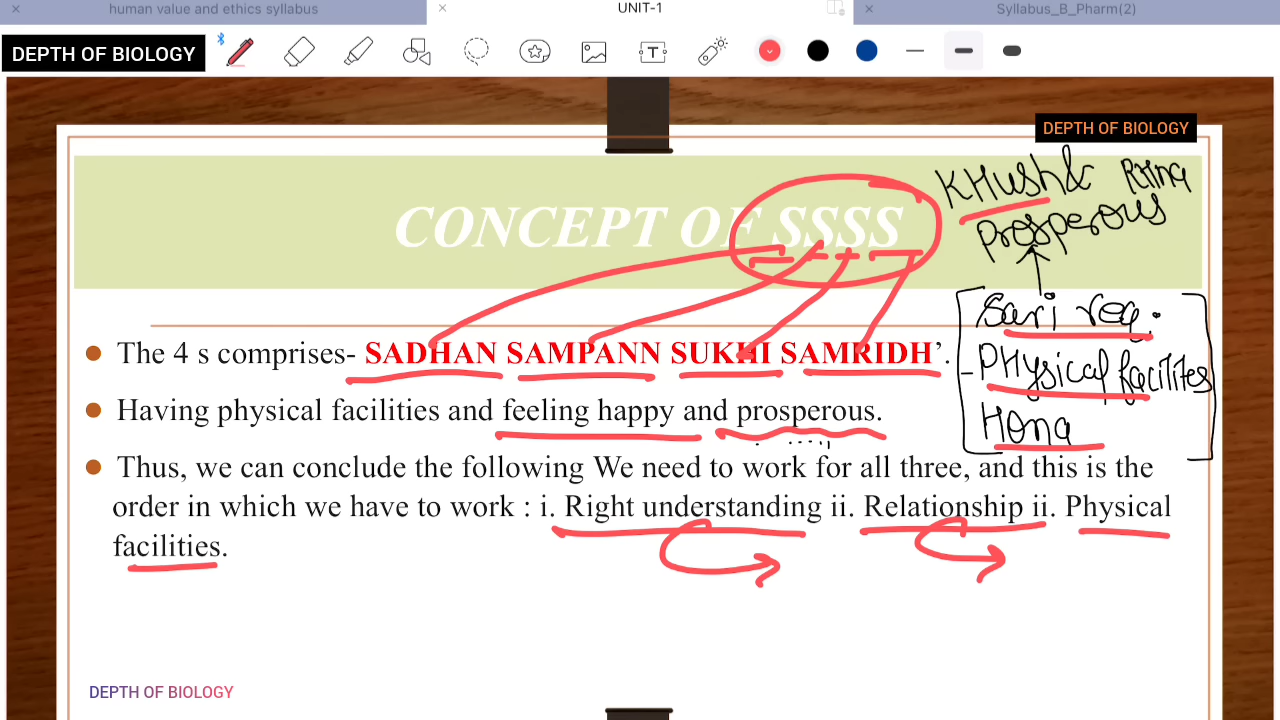 human value and ethics syllabus
UNIT-1
Syllabus_B_Pharm(2)
DEPTH OF BIOLOGY
T
DEPTH OF BIOLOGY
CONCEPT OF SSSS
KHush &
prosperous
Sari req.
- PHysical facilites
Hona
• The 4 s comprises- SADHAN SAMPANN SUKHI SAMRIDH’.
• Having physical facilities and feeling happy and prosperous.
• Thus, we can conclude the following We need to work for all three, and this is the
order in which we have to work : i. Right understanding ii. Relationship ii. Physical
facilities.
DEPTH OF BIOLOGY